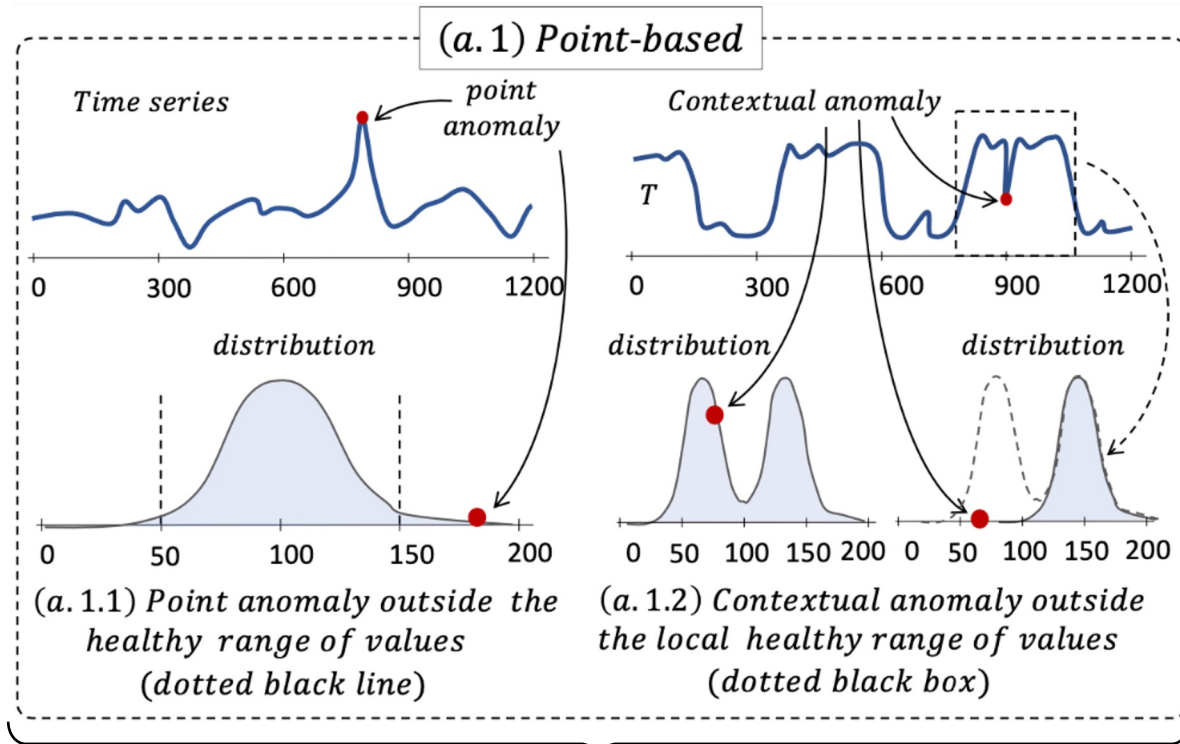 (a. 1) Point-based
Time series
point
anomaly
0 300 600 900 1200
distribution
0 50 100 150 200
(a. 1.1) Point anomaly outside the
healthy range of values
(dotted black line)
Contextual anomaly
T
0 300 600 900 1200
distribution
distribution
0 50 100 150 200
0 50 100 150 200
(a. 1.2) Contextual anomaly outside
the local healthy range of values
(dotted black box)